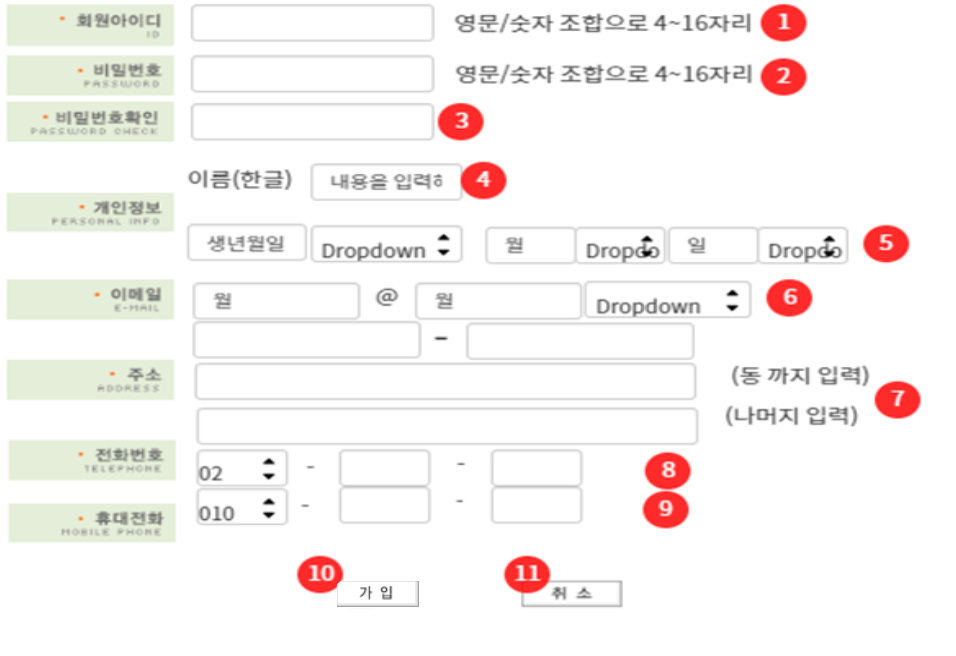 • 회원아이디 영문/숫자 조합으로 4~16자리 1
ID
• 비밀번호 영문/숫자 조합으로 4~16자리 2
PASSWORD
• 비밀번호확인 3
PASSWORD CHECK
이름(한글) 내용을 입력ㅎ 4
• 개인정보
PERSONAL INFO
생년월일 Dropdown 월 Dropdo 일 Dropdo 5
• 이메일 월 @ 월 Dropdown 6
E-MAIL
-
• 주소 (동 까지 입력)
ADDRESS
7
(나머지 입력)
• 전화번호 02 - - 8
TELEPHONE
• 휴대전화 010 - - 9
MOBILE PHONE
10 가 입 11 취 소